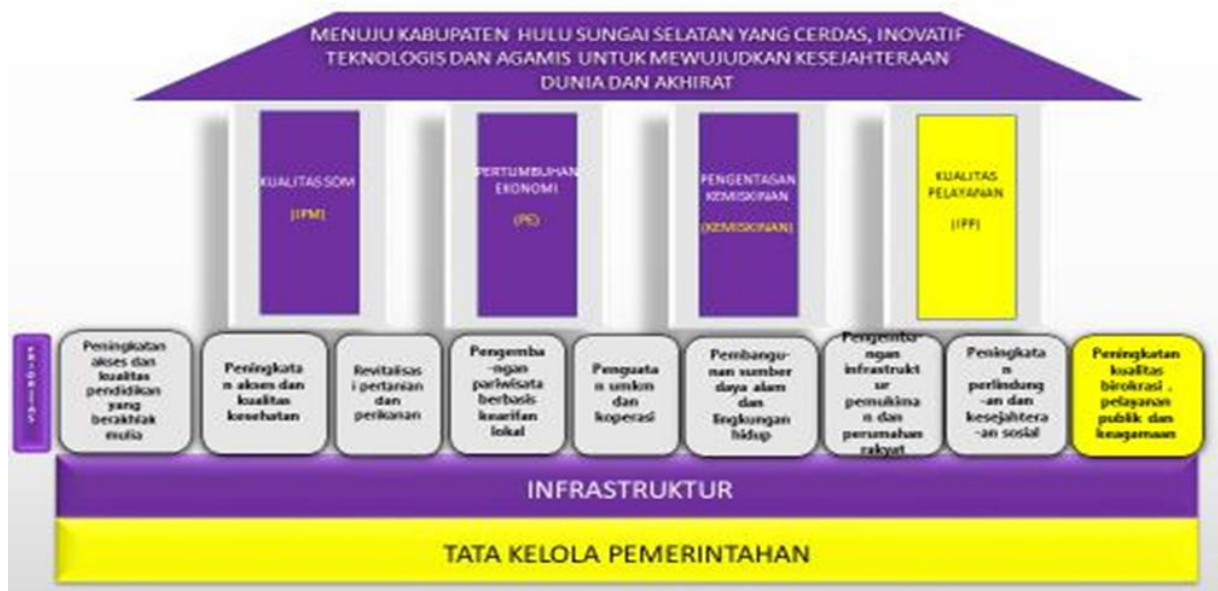 MENUJU KABUPATEN HULU SUNGAI SELATAN YANG CERDAS, INOVATIF
TEKNOLOGIS DAN AGAMIS UNTUK MEWUJUDKAN KESEJAHTERAAN
DUNIA DAN AKHIRAT
KUALITAS SDM
(IPM)
PERTUMBUHAN
EKONOMI
(PE)
PENGENTASAN
KEMISKINAN
(KEMISKINAN)
KUALITAS
PELAYANAN
(IPP)
Peningkatan
akses dan
kualitas
pendidikan
yang
berakhlak
mulia
Peningkata
n akses dan
kualitas
kesehatan
Revitalisas
i pertanian
dan
perikanan
Pengemba
-ngan
pariwisata
berbasis
kearifan
lokal
Penguata
n umkm
dan
koperasi
Pembangu-
nan sumber
daya alam
dan
lingkungan
hidup
Pengemba-
ngan
infrastrukt
ur
pemukima
n dan
perumahan
rakyat
Peningkata
n
perlindung
-an dan
kesejahtera
-an sosial
Peningkatan
kualitas
birokrasi ,
pelayanan
publik dan
keagamaan
INFRASTRUKTUR
TATA KELOLA PEMERINTAHAN